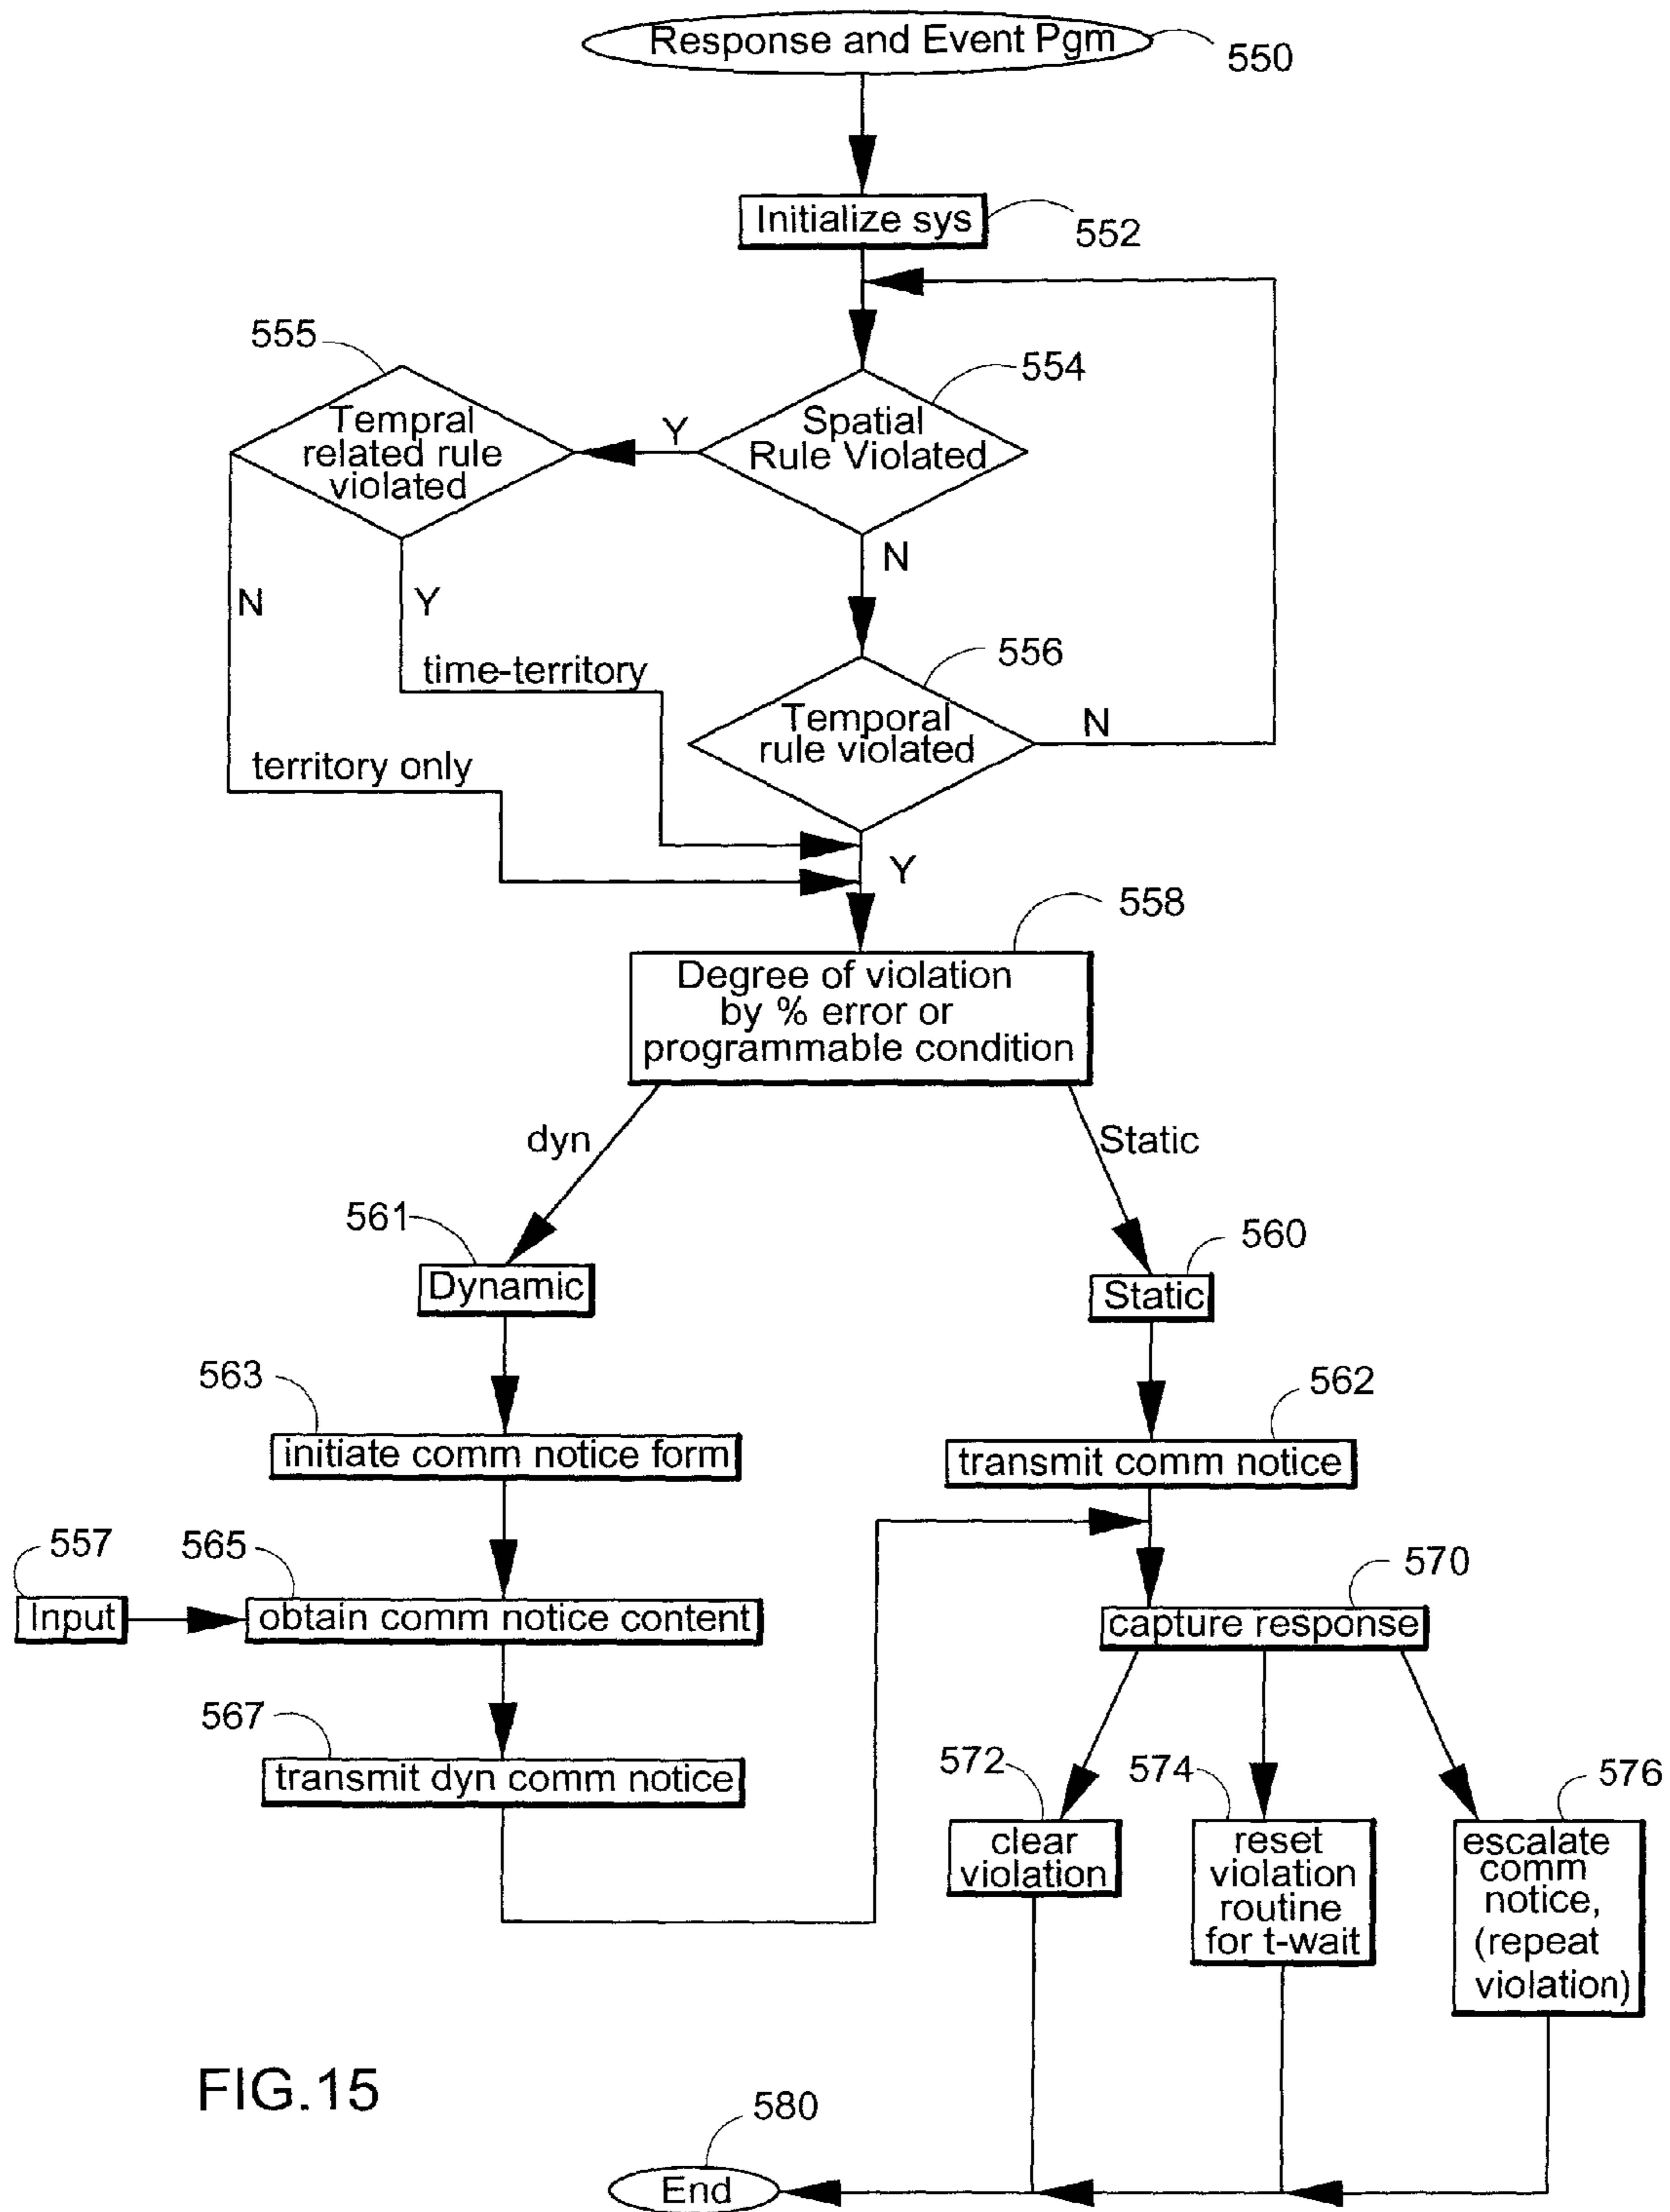 Response and Event Pgm
550
Initialize sys
552
555
554
Tempral
related rule
violated
Y
Spatial
Rule Violated
N
Y
N
556
time-territory
Temporal
rule violated
N
territory only
Y
558
Degree of violation
by % error or
programmable condition
dyn
Static
561
560
Dynamic
Static
563
562
initiate comm notice form
transmit comm notice
557
565
570
Input
obtain comm notice content
capture response
567
572
574
576
transmit dyn comm notice
clear
violation
reset
violation
routine
for t-wait
escalate
comm
notice,
(repeat
violation)
FIG.15
580
End